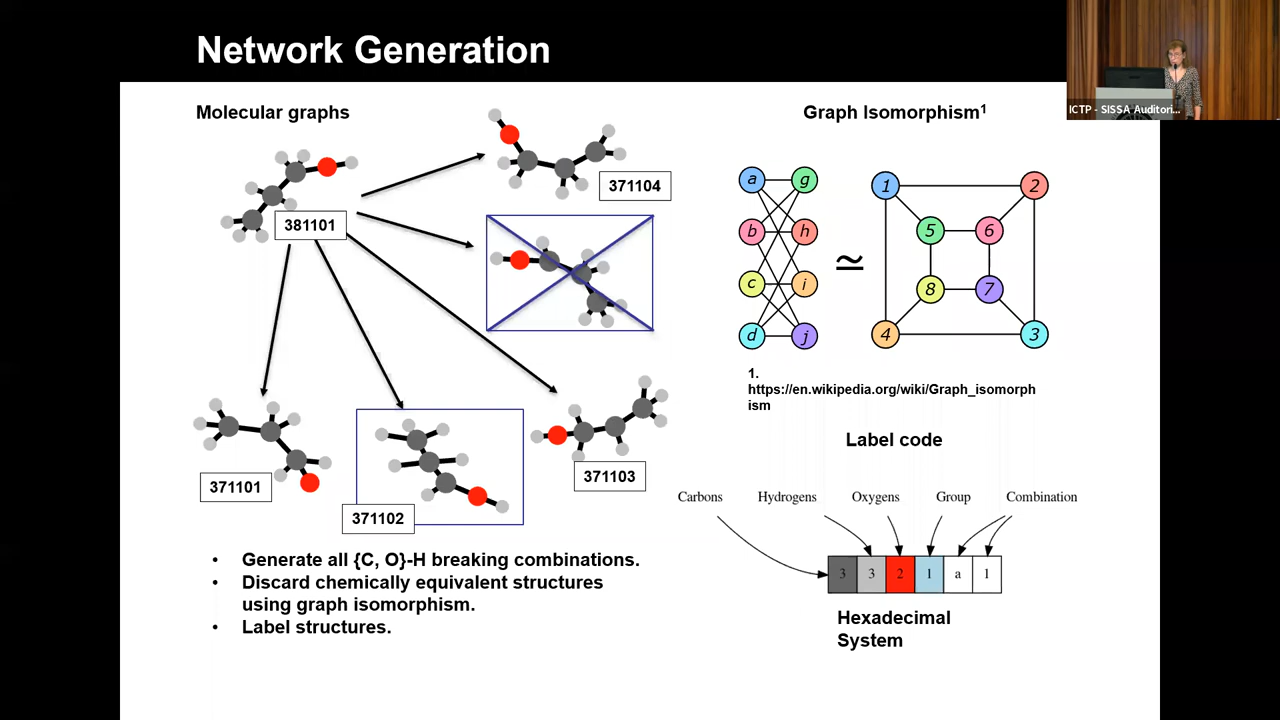 Network Generation
ICTP - SISSA Auditori...
Molecular graphs
381101
371104
371101
371102
371103
• Generate all {C, O}-H breaking combinations.
• Discard chemically equivalent structures
using graph isomorphism.
• Label structures.
Graph Isomorphism¹
a g
b h
c i
d j
≃
1 2
5 6
8 7
4 3
1.
https://en.wikipedia.org/wiki/Graph_isomorph
ism
Label code
Carbons Hydrogens Oxygens Group Combination
3 3 2 1 a 1
Hexadecimal
System